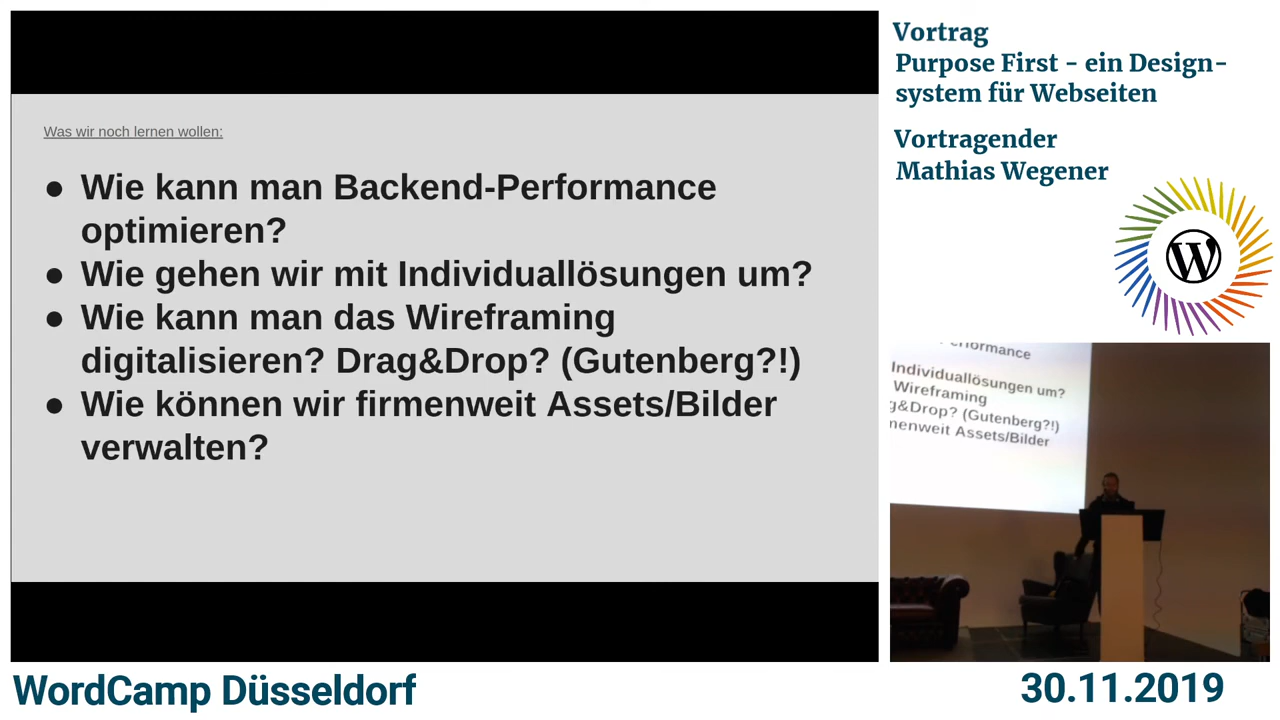 Was wir noch lernen wollen:
● Wie kann man Backend-Performance
optimieren?
● Wie gehen wir mit Individuallösungen um?
● Wie kann man das Wireframing
digitalisieren? Drag&Drop? (Gutenberg?!)
● Wie können wir firmenweit Assets/Bilder
verwalten?
Vortrag
Purpose First - ein Design-
system für Webseiten
Vortragender
Mathias Wegener
W
Individuallösungen um?
Wireframing
g&Drop? (Gutenberg?!)
nenweit Assets/Bilder
WordCamp Düsseldorf
30.11.2019